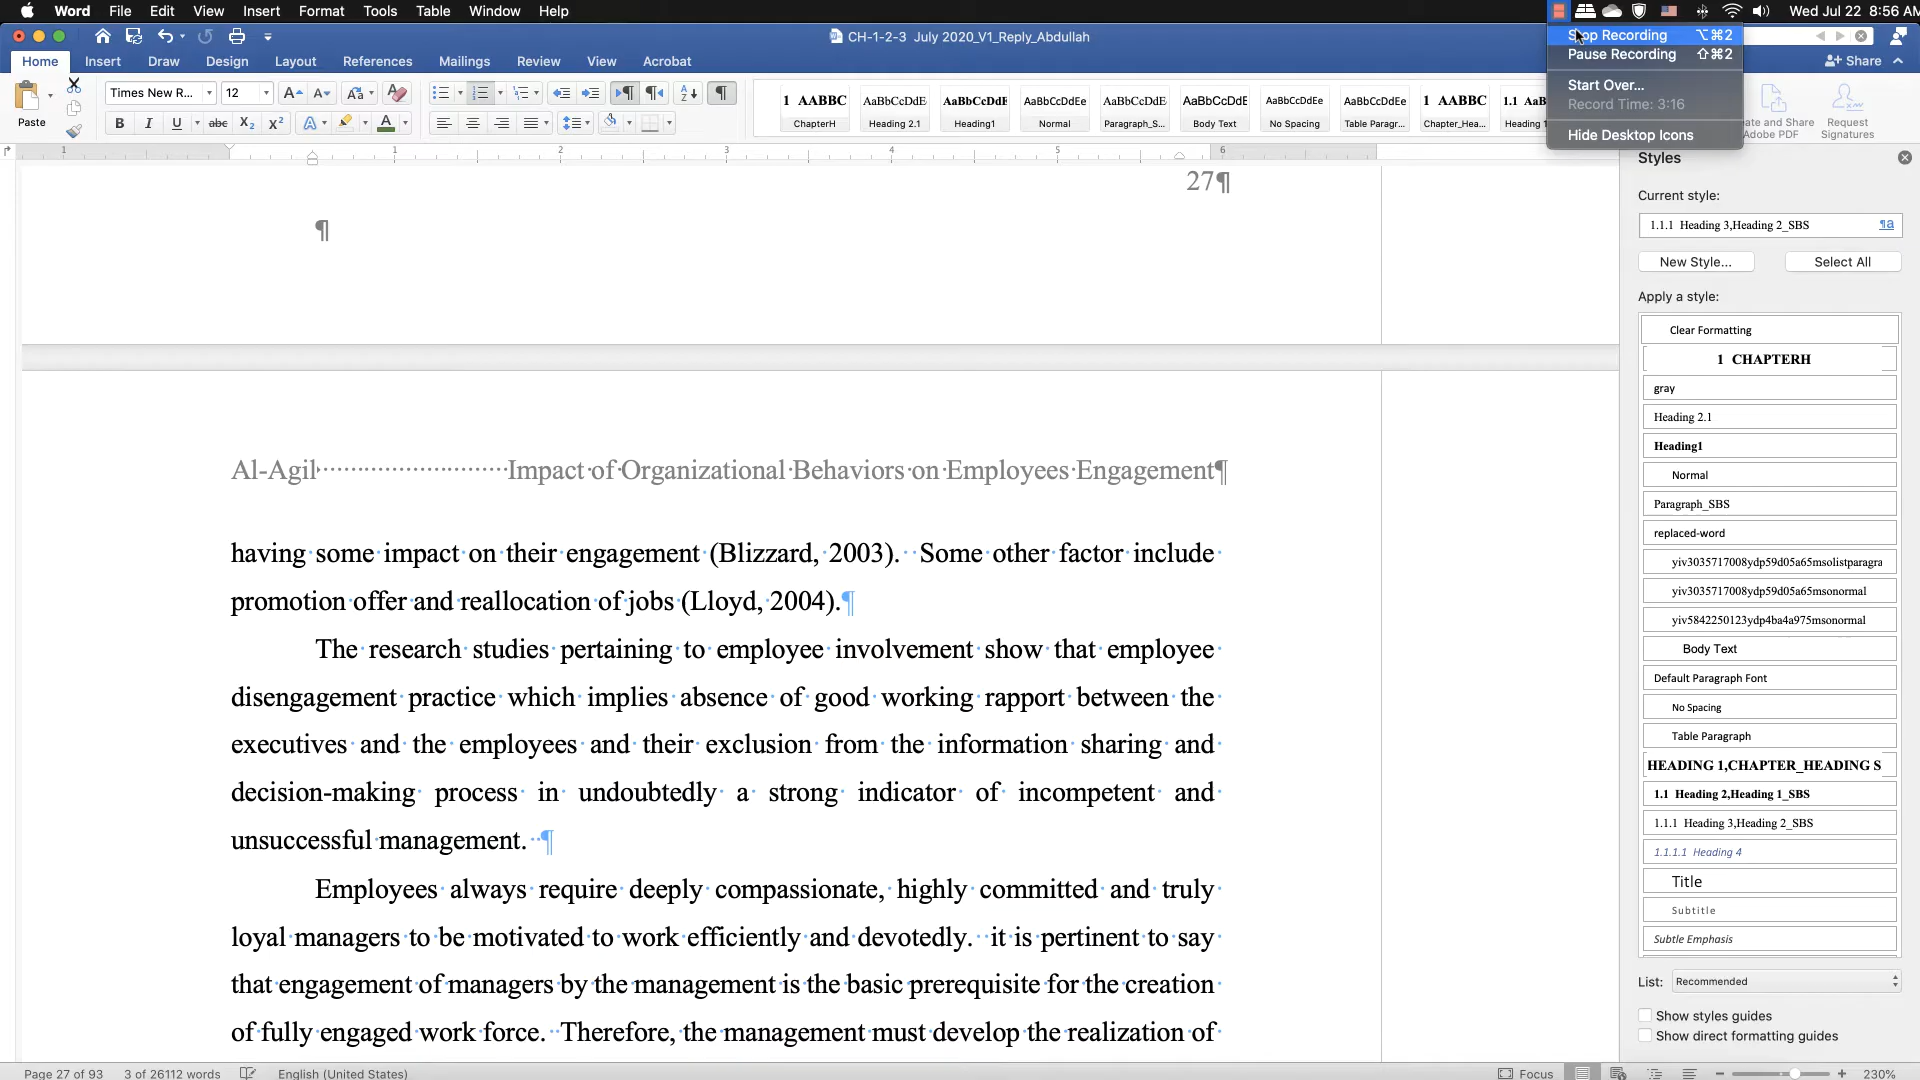 Word File Edit View Insert Format Tools Table Window Help
Wed Jul 22 8:56 AM
CH-1-2-3 July 2020_V1_Reply_Abdullah
Stop Recording ⌥⌘2
Pause Recording ⇧⌘2
Start Over...
Record Time: 3:16
Hide Desktop Icons
Home Insert Draw Design Layout References Mailings Review View Acrobat
Share
Paste
Times New R... 12
1 AABBC AaBbCcDdE AaBbCcDdE AaBbCcDdEe AaBbCcDdE AaBbCcDdE AaBbCcDdEe AaBbCcDdEe 1 AABBC 1.1 AaB
ChapterH Heading 2.1 Heading1 Normal Paragraph_S... Body Text No Spacing Table Paragr... Chapter_Hea... Heading 1
Share Adobe PDF
Request Signatures
27¶
¶
Al-Agil Impact of Organizational Behaviors on Employees Engagement¶
having some impact on their engagement (Blizzard, 2003). Some other factor include
promotion offer and reallocation of jobs (Lloyd, 2004).¶
The research studies pertaining to employee involvement show that employee
disengagement practice which implies absence of good working rapport between the
executives and the employees and their exclusion from the information sharing and
decision-making process in undoubtedly a strong indicator of incompetent and
unsuccessful management. ¶
Employees always require deeply compassionate, highly committed and truly
loyal managers to be motivated to work efficiently and devotedly. it is pertinent to say
that engagement of managers by the management is the basic prerequisite for the creation
of fully engaged work force. Therefore, the management must develop the realization of
Styles
Current style:
1.1.1 Heading 3,Heading 2_SBS
New Style... Select All
Apply a style:
Clear Formatting
1 CHAPTERH
gray
Heading 2.1
Heading1
Normal
Paragraph_SBS
replaced-word
yiv3035717008ydp59d05a65msolistparagra
yiv3035717008ydp59d05a65msonormal
yiv5842250123ydp4ba4a975msonormal
Body Text
Default Paragraph Font
No Spacing
Table Paragraph
HEADING 1,CHAPTER_HEADING S
1.1 Heading 2,Heading 1_SBS
1.1.1 Heading 3,Heading 2_SBS
1.1.1.1 Heading 4
Title
Subtitle
Subtle Emphasis
List: Recommended
Show styles guides
Show direct formatting guides
Page 27 of 93 3 of 26112 words English (United States) Focus 230%